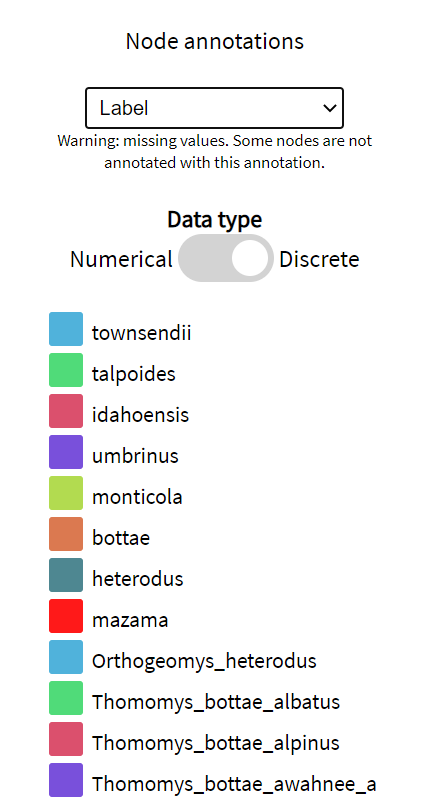 Node annotations
Label
Warning: missing values. Some nodes are not
annotated with this annotation.
Data type
Numerical Discrete
townsendii
talpoides
idahoensis
umbrinus
monticola
bottae
heterodus
mazama
Orthogeomys_heterodus
Thomomys_bottae_albatus
Thomomys_bottae_alpinus
Thomomys_bottae_awahnee_a